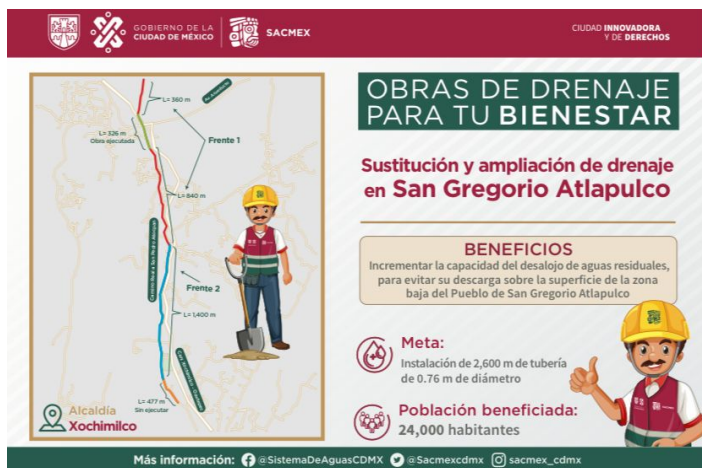 GOBIERNO DE LA
CIUDAD DE MÉXICO
SACMEX
CIUDAD INNOVADORA
Y DE DERECHOS
L= 360 m
L= 326 m
Obra ejecutada
Frente 1
L= 840 m
Frente 2
L= 1,400 m
L= 477 m
Sin ejecutar
Alcaldía
Xochimilco
OBRAS DE DRENAJE
PARA TU BIENESTAR
Sustitución y ampliación de drenaje
en San Gregorio Atlapulco
BENEFICIOS
Incrementar la capacidad del desalojo de aguas residuales,
para evitar su descarga sobre la superficie de la zona
baja del Pueblo de San Gregorio Atlapulco
Meta:
Instalación de 2,600 m de tubería
de 0.76 m de diámetro
Población beneficiada:
24,000 habitantes
Más información: @SistemaDeAguasCDMX @Sacmexcdmx sacmex_cdmx